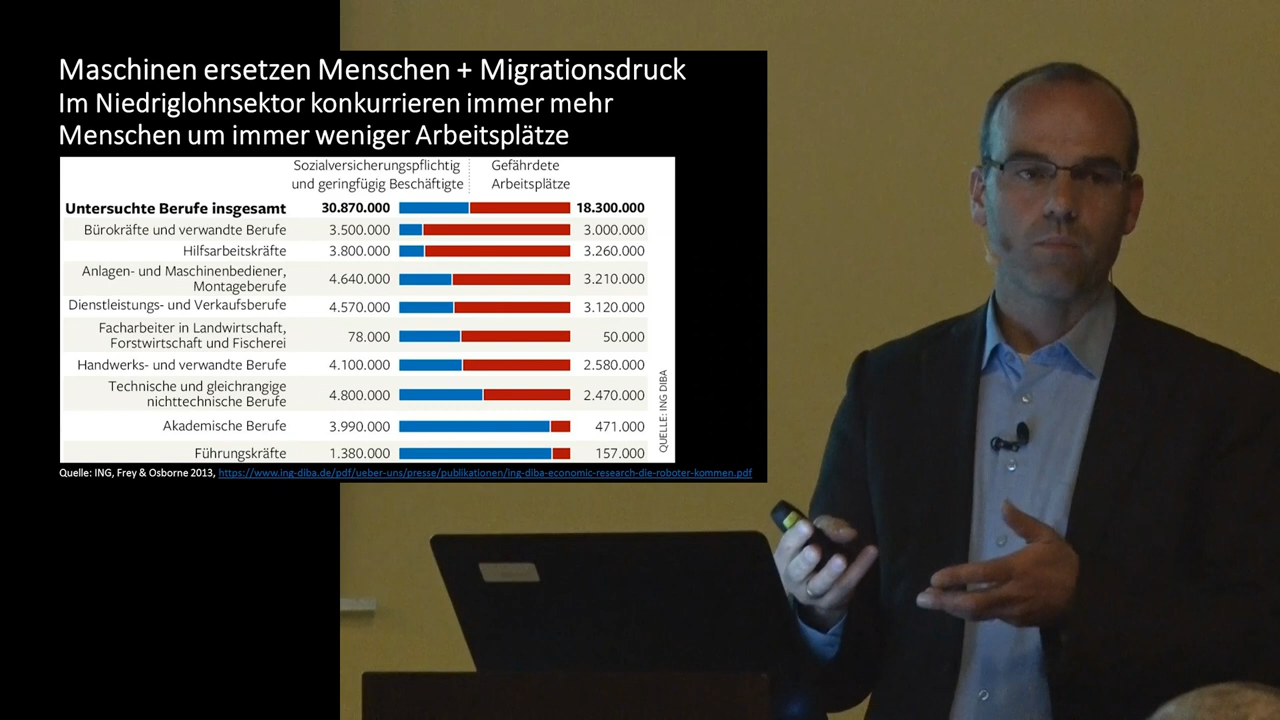 Maschinen ersetzen Menschen + Migrationsdruck
Im Niedriglohnsektor konkurrieren immer mehr
Menschen um immer weniger Arbeitsplätze
Sozialversicherungspflichtig
und geringfügig Beschäftigte
Gefährdete
Arbeitsplätze
Untersuchte Berufe insgesamt 30.870.000 18.300.000
Bürokräfte und verwandte Berufe 3.500.000 3.000.000
Hilfsarbeitskräfte 3.800.000 3.260.000
Anlagen- und Maschinenbediener,
Montageberufe 4.640.000 3.210.000
Dienstleistungs- und Verkaufsberufe 4.570.000 3.120.000
Facharbeiter in Landwirtschaft,
Forstwirtschaft und Fischerei 78.000 50.000
Handwerks- und verwandte Berufe 4.100.000 2.580.000
Technische und gleichrangige
nichttechnische Berufe 4.800.000 2.470.000
Akademische Berufe 3.990.000 471.000
Führungskräfte 1.380.000 157.000
QUELLE: ING DIBA
Quelle: ING, Frey & Osborne 2013, https://www.ing-diba.de/pdf/ueber-uns/presse/publikationen/ing-diba-economic-research-die-roboter-kommen.pdf